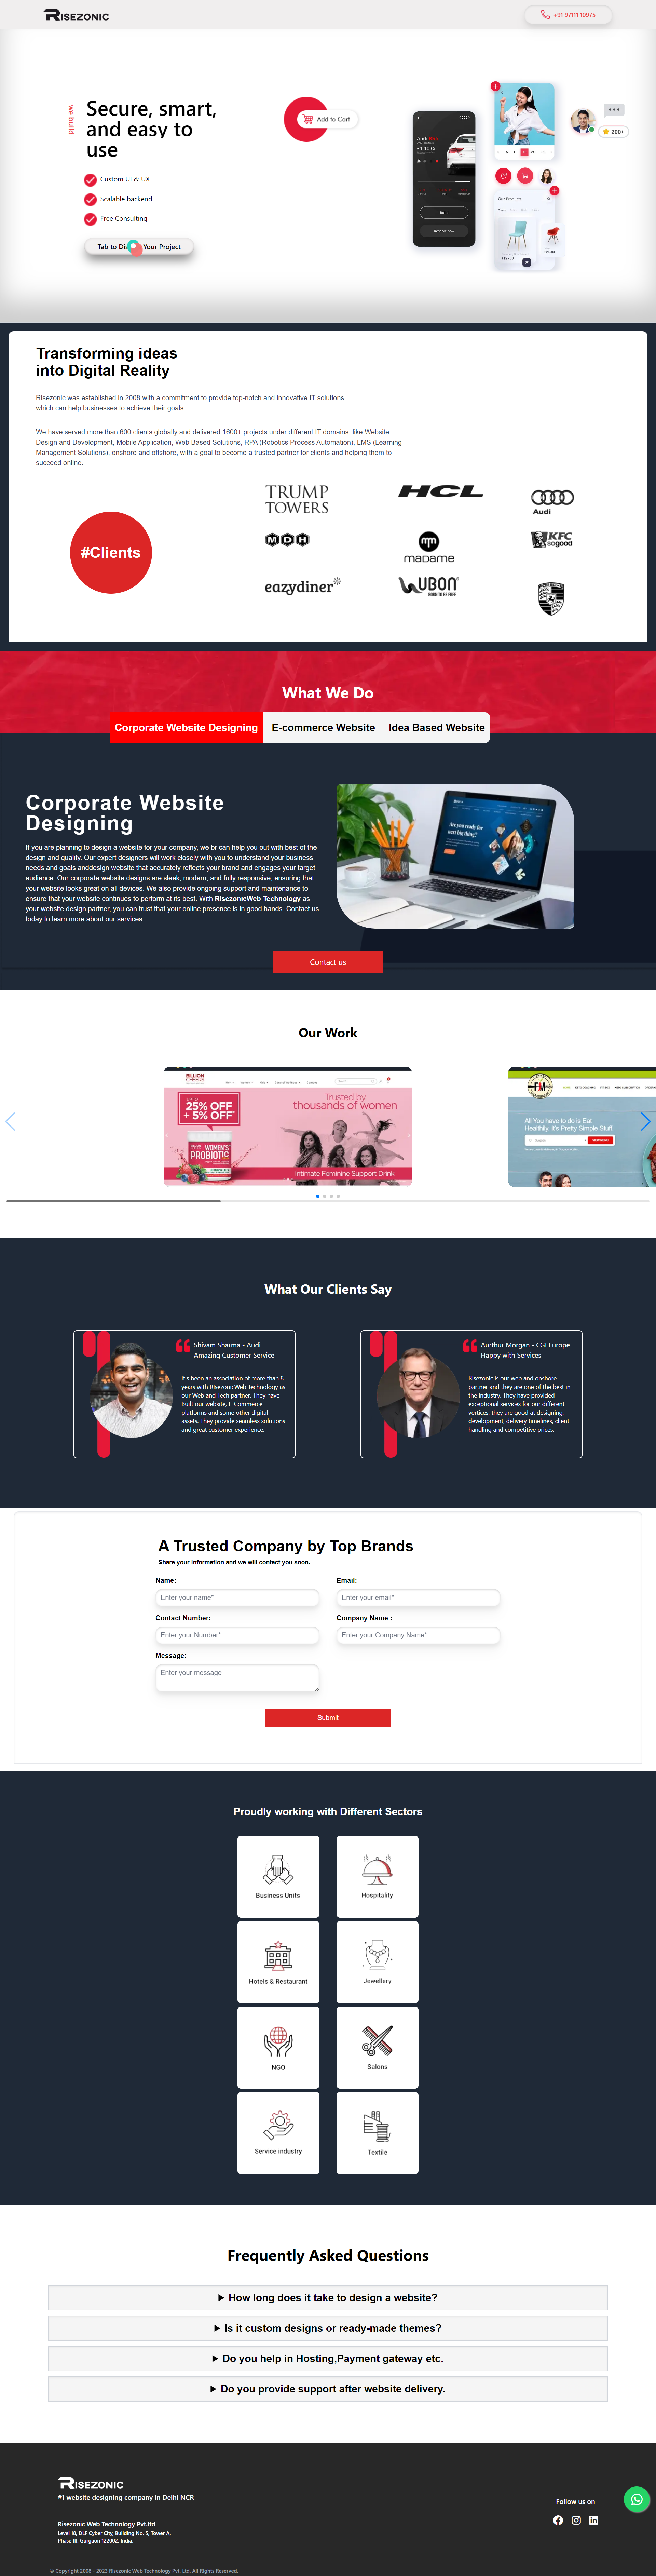 RISEZONIC
+91 97111 10975
we build
Secure, smart,
and easy to
use
Custom UI & UX
Scalable backend
Free Consulting
Your Project
Add to Cart
200+
Our Products
Build
Reserve now
Transforming ideas
into Digital Reality
Risezonic was established in 2008 with a commitment to provide top-notch and innovative IT solutions
which can help businesses to achieve their goals.
We have served more than 600 clients globally and delivered 1600+ projects under different IT domains, like Website
Design and Development, Mobile Application, Web Based Solutions, RPA (Robotics Process Automation), LMS (Learning
Management Solutions), onshore and offshore, with a goal to become a trusted partner for clients and helping them to
succeed online.
#Clients
TRUMP
TOWERS
HCL
Audi
MDH
madame
KFC
sogood
eazydiner
UBON
BORN TO BE FREE
What We Do
Corporate Website Designing
E-commerce Website
Idea Based Website
Corporate Website
Designing
If you are planning to design a website for your company, we br can help you out with best of the
design and quality. Our expert designers will work closely with you to understand your business
needs and goals anddesign website that accurately reflects your brand and engages your target
audience. Our corporate website designs are sleek, modern, and fully responsive, ensuring that
your website looks great on all devices. We also provide ongoing support and maintenance to
ensure that your website continues to perform at its best. With RisezonicWeb Technology as
your website design partner, you can trust that your online presence is in good hands. Contact us
today to learn more about our services.
Are you ready for
next big thing?
Contact us
Our Work
BILLION
CHEERS
UP TO
25% OFF
+ 5% OFF
Trusted by
thousands of women
WOMEN'S
PROBIOTIC
Intimate Feminine Support Drink
All You have to do is Eat
Healthily, It's Pretty Simple Stuff.
What Our Clients Say
Shivam Sharma - Audi
Amazing Customer Service
It's been an association of more than 8
years with RisezonicWeb Technology as
our Web and Tech partner. They have
Built our website, E-Commerce
platforms and some other digital
assets. They provide seamless solutions
and great customer experience.
Aurthur Morgan - CGI Europe
Happy with Services
Risezonic is our web and onshore
partner and they are one of the best in
the industry. They have provided
exceptional services for our different
vertices; they are good at designing,
development, delivery timelines, client
handling and competitive prices.
A Trusted Company by Top Brands
Share your information and we will contact you soon.
Name:
Email:
Enter your name*
Enter your email*
Contact Number:
Company Name :
Enter your Number*
Enter your Company Name*
Message:
Enter your message
Submit
Proudly working with Different Sectors
Business Units
Hospitality
Hotels & Restaurant
Jewellery
NGO
Salons
Service industry
Textile
Frequently Asked Questions
How long does it take to design a website?
Is it custom designs or ready-made themes?
Do you help in Hosting,Payment gateway etc.
Do you provide support after website delivery.
RISEZONIC
#1 website designing company in Delhi NCR
Follow us on
Risezonic Web Technology Pvt.ltd
Level 18, DLF Cyber City, Building No. 5, Tower A,
Phase III, Gurgaon 122002, India.
© Copyright 2008 - 2023 Risezonic Web Technology Pvt. Ltd. All Rights Reserved.